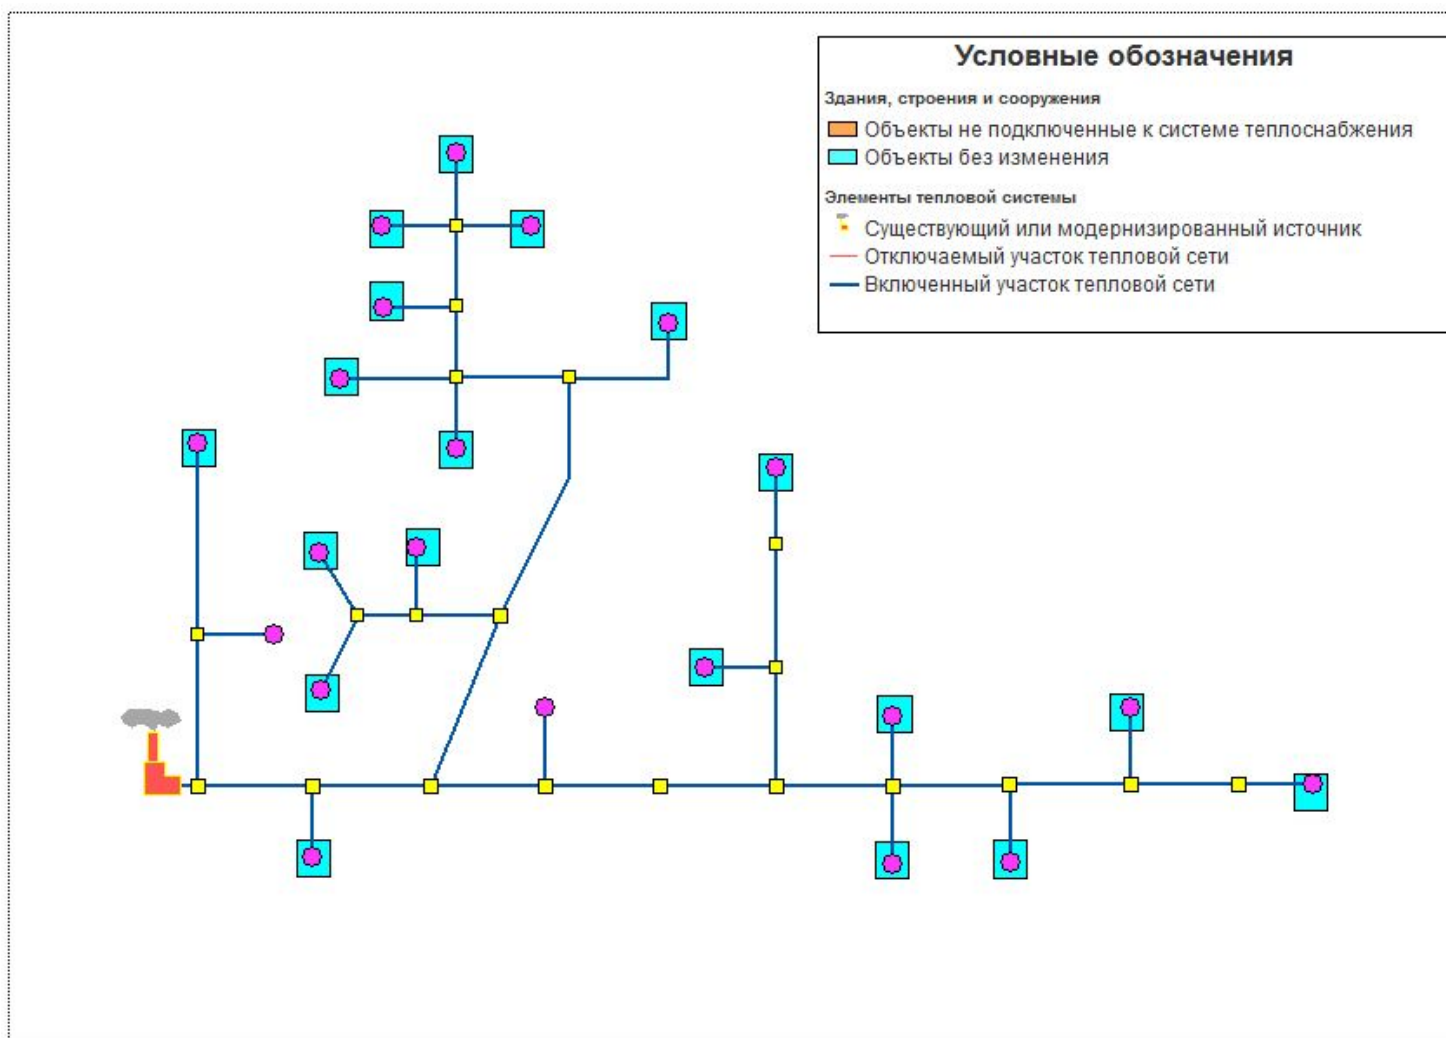 Условные обозначения
Здания, строения и сооружения
Объекты не подключенные к системе теплоснабжения
Объекты без изменения
Элементы тепловой системы
Существующий или модернизированный источник
Отключаемый участок тепловой сети
Включенный участок тепловой сети